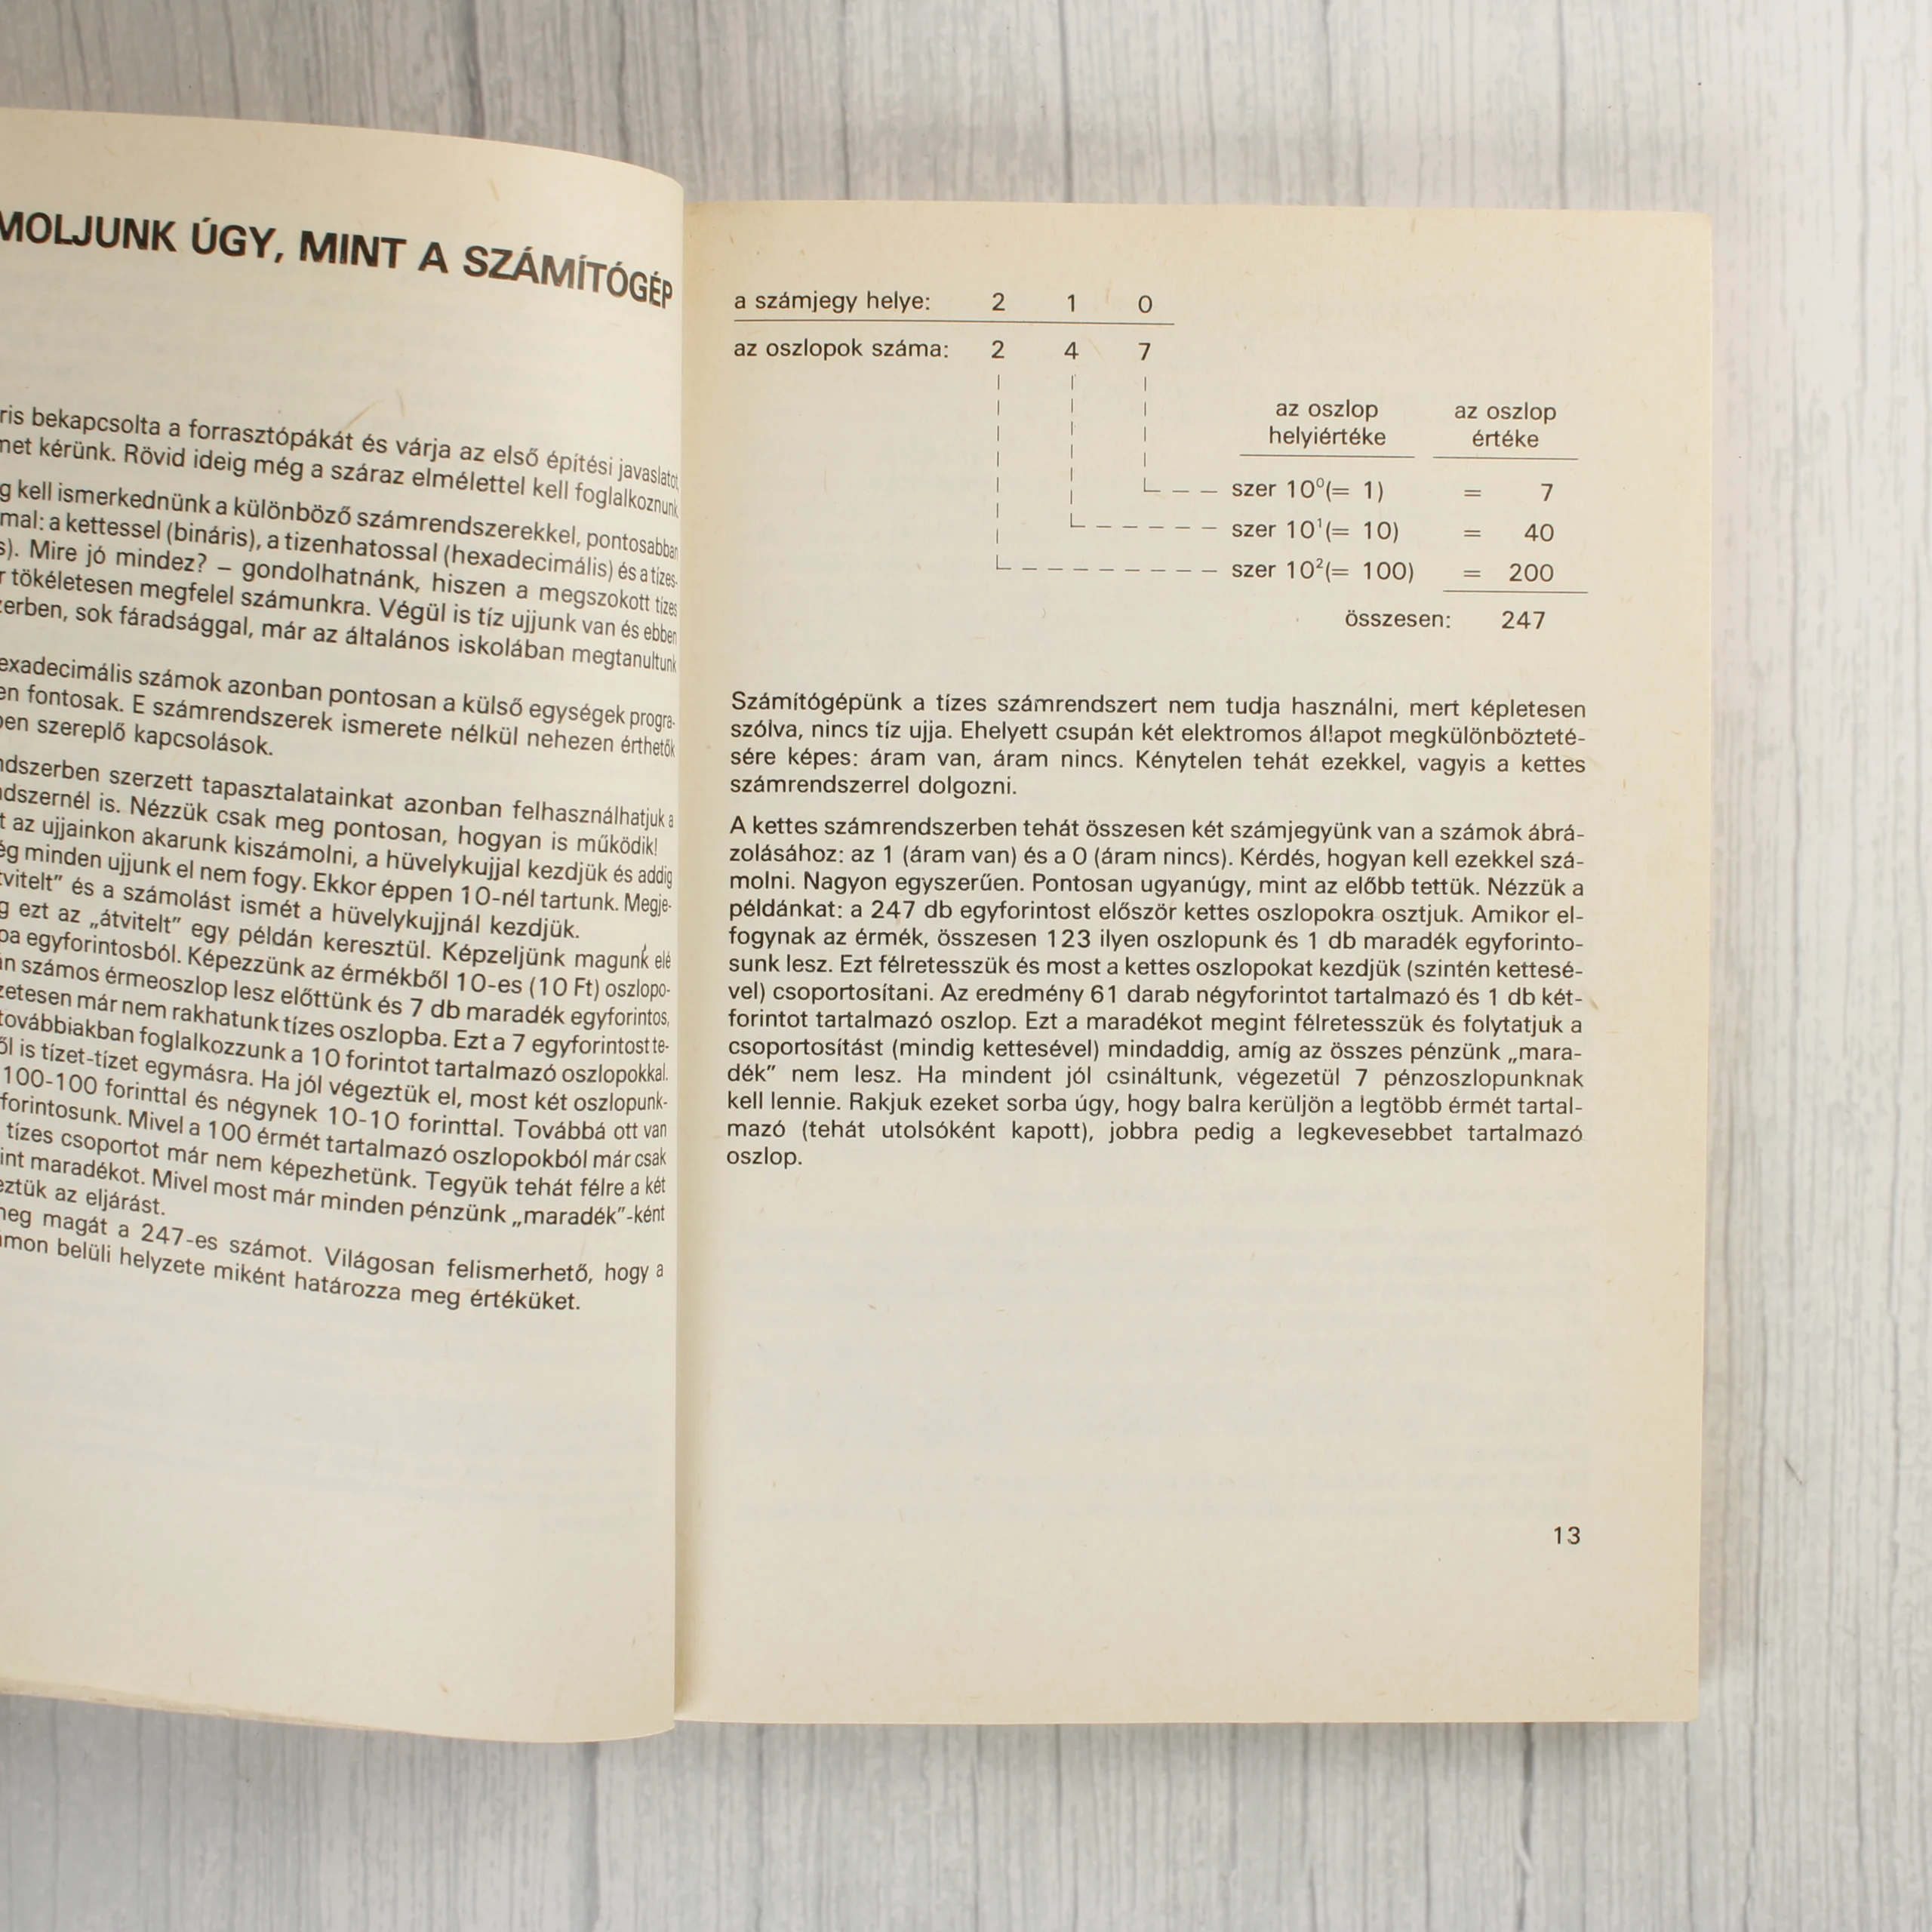 MOLJUNK ÚGY, MINT A SZÁMÍTÓGÉP
bekapcsolta a forrasztópákát és várja az első építési javaslatot,
kérünk. Rövid ideig még a száraz elmélettel kell foglalkoznunk.
kell ismerkednünk a különböző számrendszerekkel, pontosabban
a kettessel (bináris), a tizenhatossal (hexadecimális) és a tízes-
Mire jó mindez? – gondolhatnánk, hiszen a megszokott tízes
tökéletesen megfelel számunkra. Végül is tíz ujjunk van és ebben
sok fáradsággal, már az általános iskolában megtanultunk
exadecimális számok azonban pontosan a külső egységek progra-
fontosak. E számrendszerek ismerete nélkül nehezen érthetők
szereplő kapcsolások.
ndszerben szerzett tapasztalatainkat azonban felhasználhatjuk a
dszernél is. Nézzük csak meg pontosan, hogyan is működik!
az ujjainkon akarunk kiszámolni, a hüvelykujjal kezdjük és addig
minden ujjunk el nem fogy. Ekkor éppen 10-nél tartunk. Megje-
tvitelt” és a számolást ismét a hüvelykujjnál kezdjük.
ezt az „átvitelt” egy példán keresztül. Képzeljünk magunk elé
egyforintosból. Képezzünk az érmékből 10-es (10 Ft) oszlopo-
számos érmeoszlop lesz előttünk és 7 db maradék egyforintos,
zetesen már nem rakhatunk tízes oszlopba. Ezt a 7 egyforintost te-
továbbiakban foglalkozzunk a 10 forintot tartalmazó oszlopokkal.
is tízet-tízet egymásra. Ha jól végeztük el, most két oszlopunk-
100-100 forinttal és négynek 10-10 forinttal. Továbbá ott van
forintosunk. Mivel a 100 érmét tartalmazó oszlopokból már csak
tízes csoportot már nem képezhetünk. Tegyük tehát félre a két
int maradékot. Mivel most már minden pénzünk „maradék”-ként
eztük az eljárást.
meg magát a 247-es számot. Világosan felismerhető, hogy a
belüli helyzete miként határozza meg értéküket.
a számjegy helye: 2 1 0
az oszlopok száma: 2 4 7
az oszlop az oszlop
helyiértéke értéke
szer 10⁰(= 1) = 7
szer 10¹(= 10) = 40
szer 10²(= 100) = 200
összesen: 247
Számítógépünk a tízes számrendszert nem tudja használni, mert képletesen
szólva, nincs tíz ujja. Ehelyett csupán két elektromos állapot megkülönbözteté-
sére képes: áram van, áram nincs. Kénytelen tehát ezekkel, vagyis a kettes
számrendszerrel dolgozni.
A kettes számrendszerben tehát összesen két számjegyünk van a számok ábrá-
zolásához: az 1 (áram van) és a 0 (áram nincs). Kérdés, hogyan kell ezekkel szá-
molni. Nagyon egyszerűen. Pontosan ugyanúgy, mint az előbb tettük. Nézzük a
példánkat: a 247 db egyforintost először kettes oszlopokra osztjuk. Amikor el-
fogynak az érmék, összesen 123 ilyen oszlopunk és 1 db maradék egyforinto-
sunk lesz. Ezt félretesszük és most a kettes oszlopokat kezdjük (szintén kettesé-
vel) csoportosítani. Az eredmény 61 darab négyforintot tartalmazó és 1 db két-
forintot tartalmazó oszlop. Ezt a maradékot megint félretesszük és folytatjuk a
csoportosítást (mindig kettesével) mindaddig, amíg az összes pénzünk „mara-
dék” nem lesz. Ha mindent jól csináltunk, végezetül 7 pénzoszlopunknak
kell lennie. Rakjuk ezeket sorba úgy, hogy balra kerüljön a legtöbb érmét tartal-
mazó (tehát utolsóként kapott), jobbra pedig a legkevesebbet tartalmazó
oszlop.
13